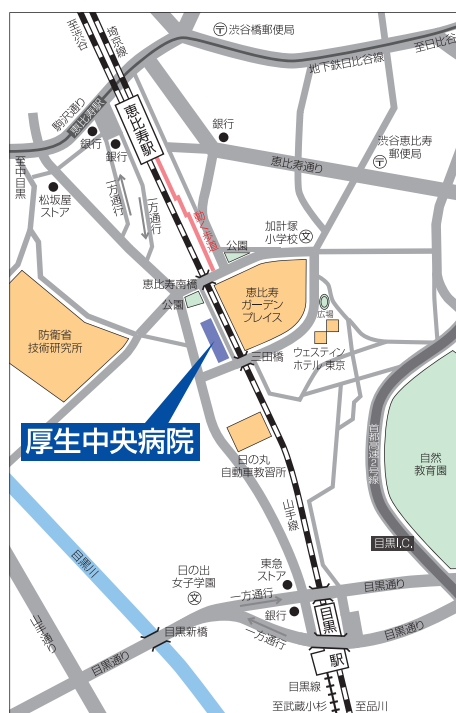 至渋谷
埼京線
渋谷橋郵便局
至日比谷
地下鉄日比谷線
駒沢通り
恵比寿駅
恵比寿駅
銀行
銀行
銀行
渋谷恵比寿
郵便局
恵比寿通り
至中目黒
松坂屋
ストア
一方通行
一方通行
動く歩道
加計塚
小学校
文
公園
恵比寿南橋
公園
恵比寿
ガーデン
プレイス
広場
防衛省
技術研究所
ウェスティン
ホテル 東京
三田橋
厚生中央病院
日の丸
自動車教習所
首都高速2号線
自然
教育園
山手線
目黒I.C.
目黒川
日の出
女子学園
文
東急
ストア
一方通行
目黒通り
銀行
目黒
駅
一方通行
目黒通り
山手通り
目黒新橋
目黒通り
目黒線
至武蔵小杉
至品川